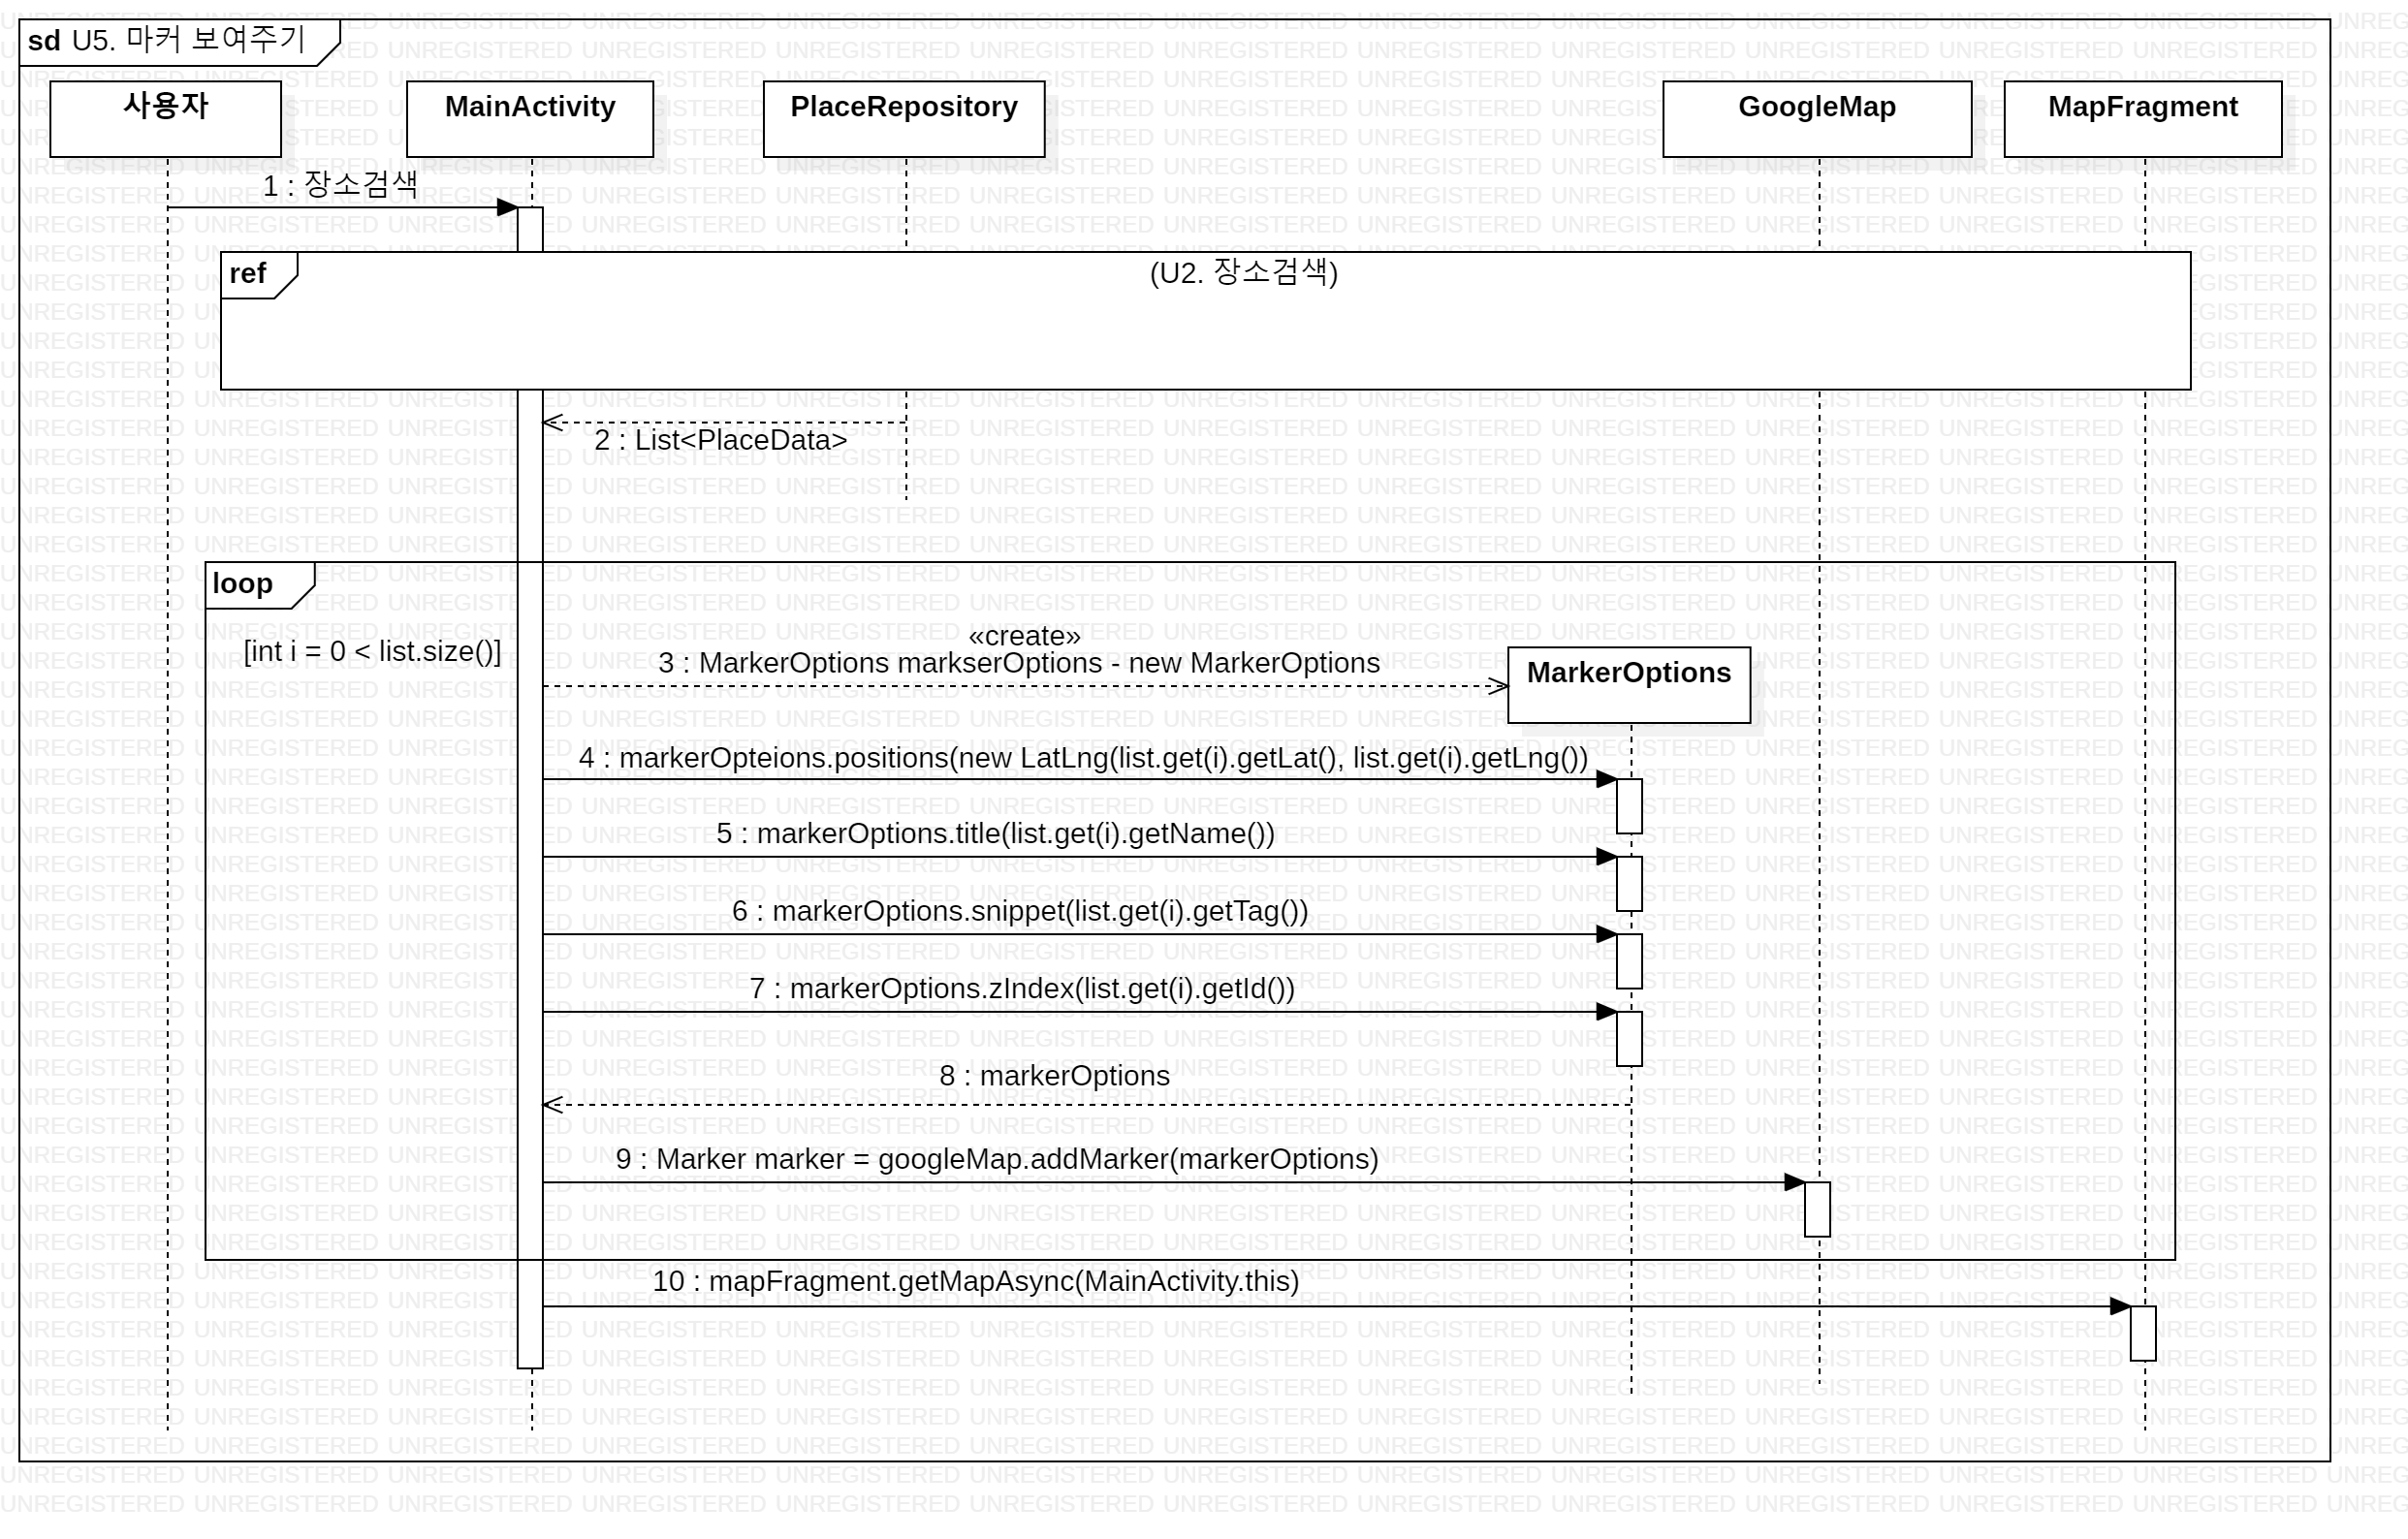 sd U5. 마커 보여주기
사용자
MainActivity
PlaceRepository
GoogleMap
MapFragment
1 : 장소검색
ref
(U2. 장소검색)
2 : List<PlaceData>
loop
[int i = 0 < list.size()]
«create»
3 : MarkerOptions markserOptions - new MarkerOptions
MarkerOptions
4 : markerOpteions.positions(new LatLng(list.get(i).getLat(), list.get(i).getLng())
5 : markerOptions.title(list.get(i).getName())
6 : markerOptions.snippet(list.get(i).getTag())
7 : markerOptions.zIndex(list.get(i).getId())
8 : markerOptions
9 : Marker marker = googleMap.addMarker(markerOptions)
10 : mapFragment.getMapAsync(MainActivity.this)
UNREGISTERED